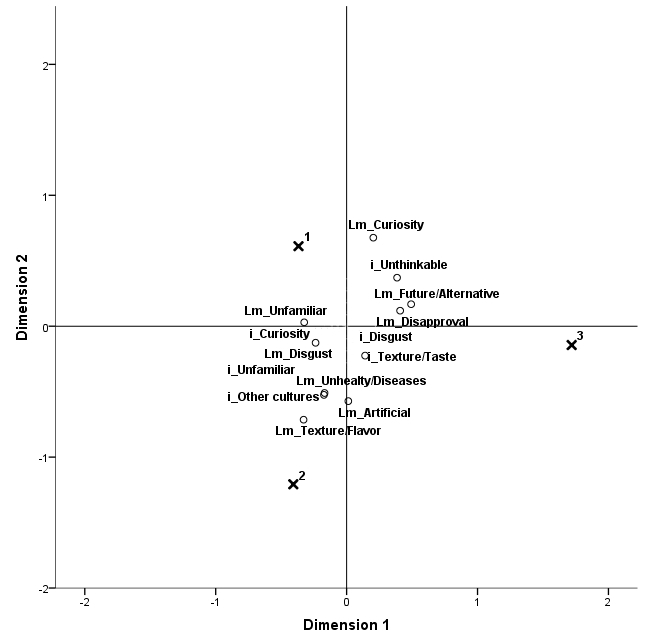 2
1
Lm_Curiosity
1
i_Unthinkable
Lm_Future/Alternative
Lm_Unfamiliar
Lm_Disapproval
0
i_Curiosity
i_Disgust
3
Lm_Disgust
i_Texture/Taste
i_Unfamiliar
Lm_Unhealty/Diseases
i_Other cultures
Lm_Artificial
Lm_Texture/Flavor
-1
2
-2
-2
-1
0
1
2
Dimension 1
Dimension 2